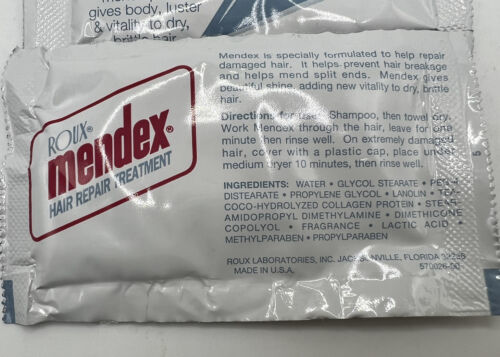 gives body, luster
& vitality to dry,
brittle hair
ROUX®
mendex®
HAIR REPAIR TREATMENT
Mendex is specially formulated to help repair
damaged hair. It helps prevent hair breakage
and helps mend split ends. Mendex gives
beautiful shine, adding new vitality to dry, brittle
hair.
Directions for use: Shampoo, then towel dry.
Work Mendex through the hair, leave for one
minute then rinse well. On extremely damaged
hair, cover with a plastic cap, place under
medium dryer 10 minutes, then rinse well.
INGREDIENTS: WATER • GLYCOL STEARATE •
DISTEARATE • PROPYLENE GLYCOL • LANOLIN •
COCO-HYDROLYZED COLLAGEN PROTEIN • STEAR-
AMIDOPROPYL DIMETHYLAMINE • DIMETHICONE
COPOLYOL • FRAGRANCE • LACTIC ACID •
METHYLPARABEN • PROPYLPARABEN
ROUX LABORATORIES, INC. JACKSONVILLE, FLORIDA
MADE IN U.S.A.